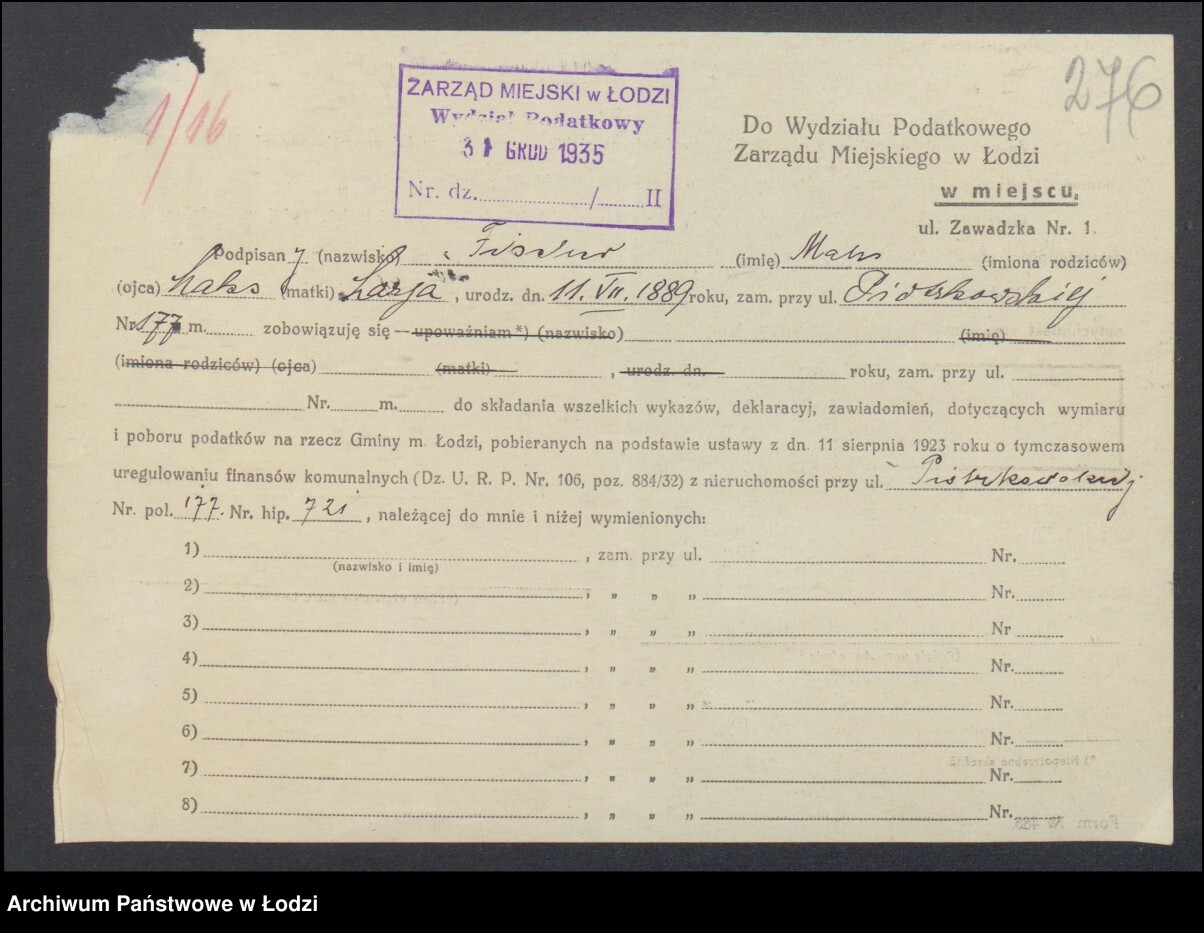 1/16
276
ZARZĄD MIEJSKI w ŁODZI
Wydział Podatkowy
31 GRUD 1935
Nr. dz. / II
Do Wydziału Podatkowego
Zarządu Miejskiego w Łodzi
w miejscu.
ul. Zawadzka Nr. 1.
Podpisany (nazwisko) Fischer (imię) Maks (imiona rodziców)
(ojca) (matki) , urodz. dn. 11. VII. 1889 roku, zam. przy ul. Piotrkowskiej
Nr 177 m. zobowiązuję się — upoważniam*) (nazwisko) (imię)
(imiona rodziców) (ojca) (matki) , urodz. dn. roku, zam. przy ul.
Nr. m. do składania wszelkich wykazów, deklaracyj, zawiadomień, dotyczących wymiaru
i poboru podatków na rzecz Gminy m. Łodzi, pobieranych na podstawie ustawy z dn. 11 sierpnia 1923 roku o tymczasowem
uregulowaniu finansów komunalnych (Dz. U. R. P. Nr. 106, poz. 884/32) z nieruchomości przy ul. Piotrkowskiej
Nr. pol. 177. Nr. hip. 721 , należącej do mnie i niżej wymienionych:
1) , zam. przy ul. Nr.
(nazwisko i imię)
2) , „ „ „ Nr.
3) , „ „ „ Nr
4) , „ „ „ Nr.
5) , „ „ „ Nr.
6) , „ „ „ Nr.
7) , „ „ „ Nr.
8) , „ „ „ Nr.
Archiwum Państwowe w Łodzi